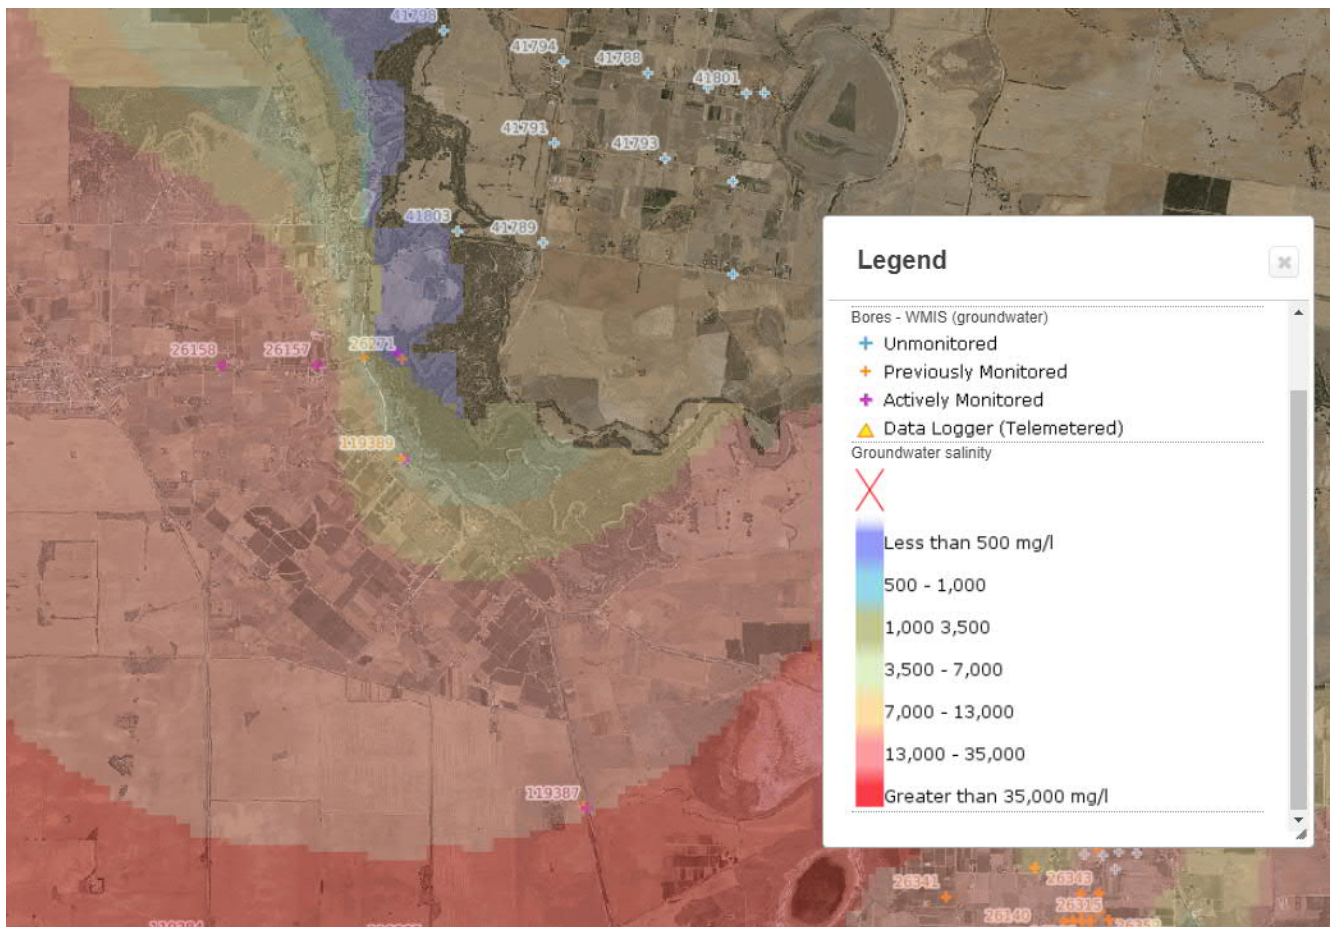 41798
41794
41788
41801
41791
41793
41803
41789
26158
26157
26271
119389
119387
Legend
Bores - WMIS (groundwater)
Unmonitored
Previously Monitored
Actively Monitored
Data Logger (Telemetered)
Groundwater salinity
Less than 500 mg/l
500 - 1,000
1,000 3,500
3,500 - 7,000
7,000 - 13,000
13,000 - 35,000
Greater than 35,000 mg/l
26341
26343
26140
26315